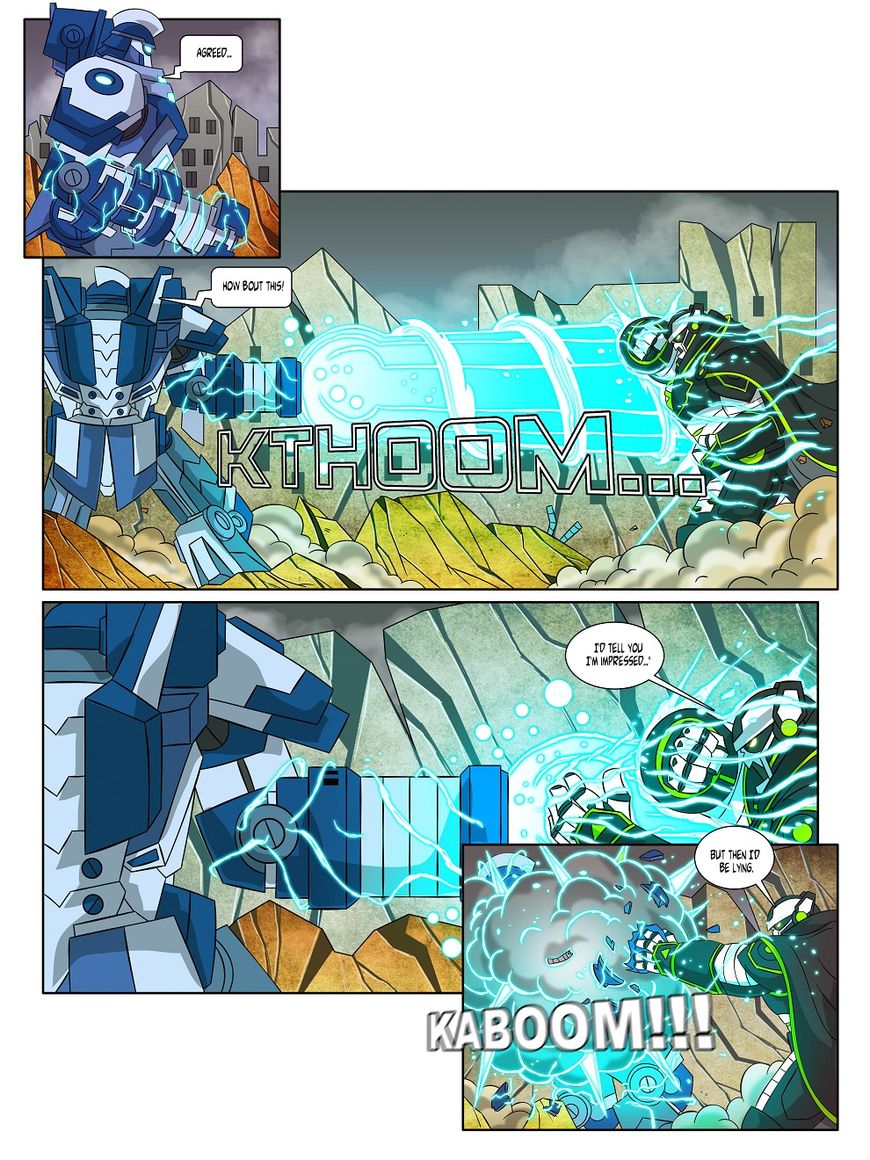 AGREED...
HOW BOUT THIS!
KTHOOM...
I'D TELL YOU
I'M IMPRESSED..."
BUT THEN I'D
BE LYING.
KABOOM!!!